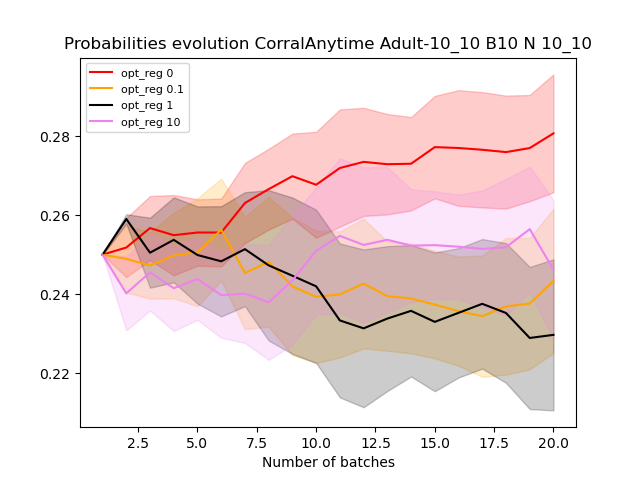 Probabilities evolution CorralAnytime Adult-10_10 B10 N 10_10
opt_reg 0
opt_reg 0.1
opt_reg 1
opt_reg 10
0.28
0.26
0.24
0.22
2.5 5.0 7.5 10.0 12.5 15.0 17.5 20.0
Number of batches